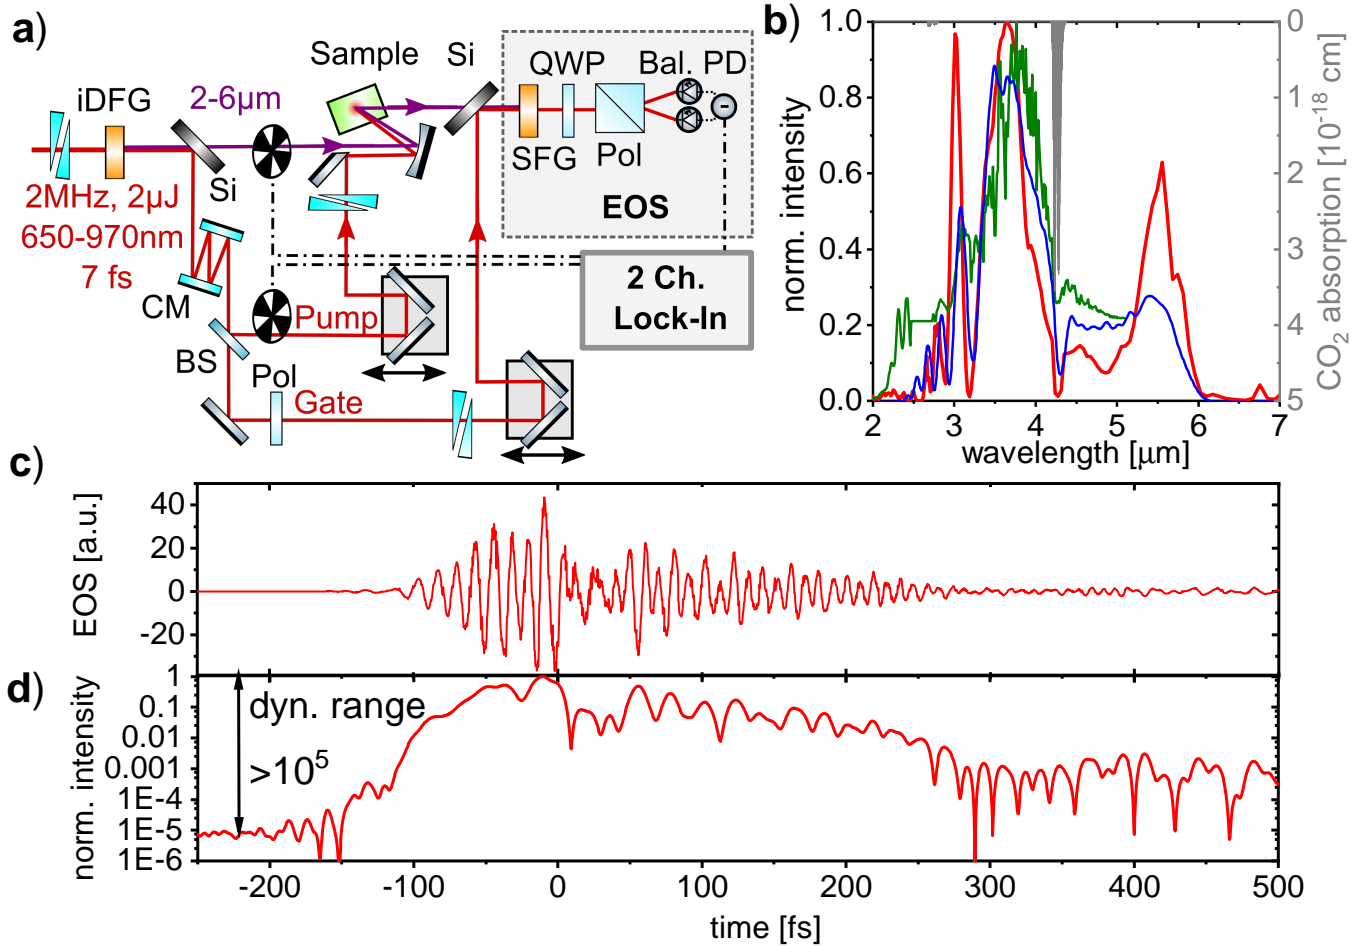 a)
Sample
Si
QWP
Bal. PD
iDFG
2-6µm
SFG
Pol
Si
EOS
2MHz, 2µJ
650-970nm
7 fs
CM
BS
Pump
2 Ch.
Lock-In
Pol
Gate
b)
1.0
0.8
0.6
0.4
0.2
0.0
norm. intensity
2
3
4
5
6
7
wavelength [µm]
0
1
2
3
4
5
CO2 absorption [10-18 cm]
c)
EOS [a.u.]
40
20
0
-20
d)
norm. intensity
1
0.1
0.01
0.001
1E-4
1E-5
1E-6
dyn. range
>10⁵
-200
-100
0
100
200
300
400
500
time [fs]